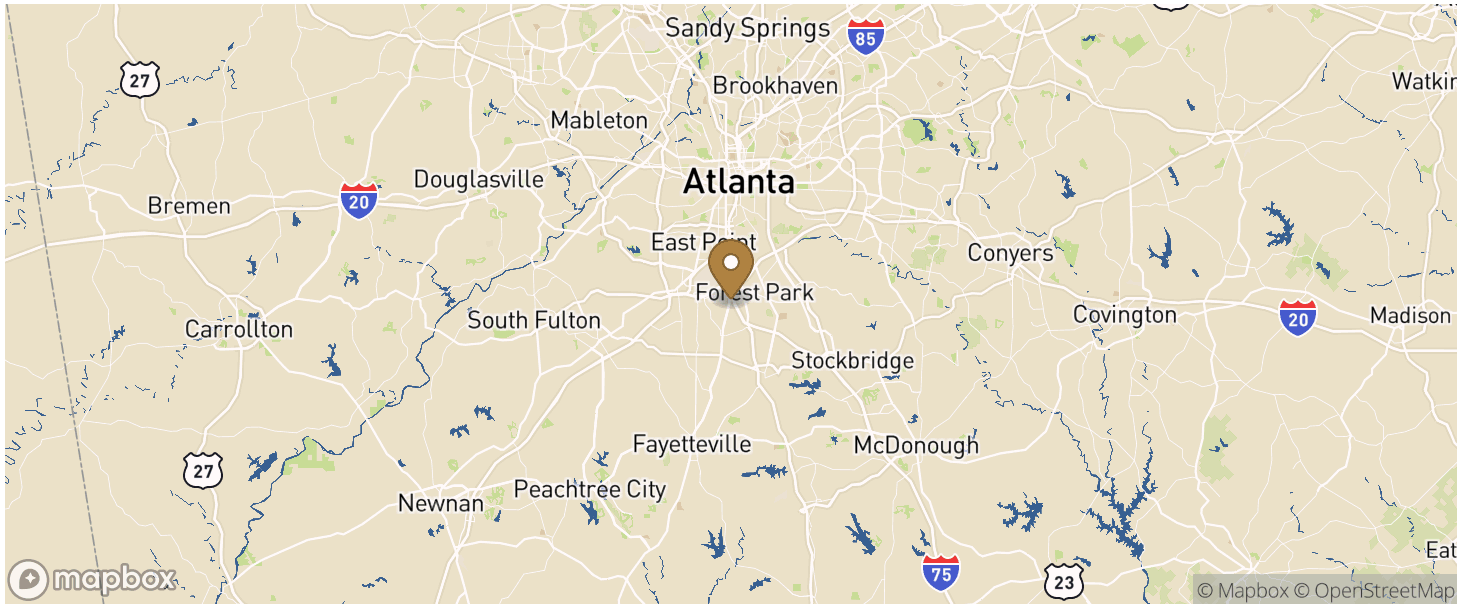 Sandy Springs
85
27
Brookhaven
Watkin
Mableton
Douglasville
Atlanta
20
Bremen
East Point
Conyers
Forest Park
Covington
20
Madison
South Fulton
Carrollton
Stockbridge
Fayetteville
McDonough
27
Peachtree City
Newnan
Eat
75
23
mapbox
© Mapbox © OpenStreetMap